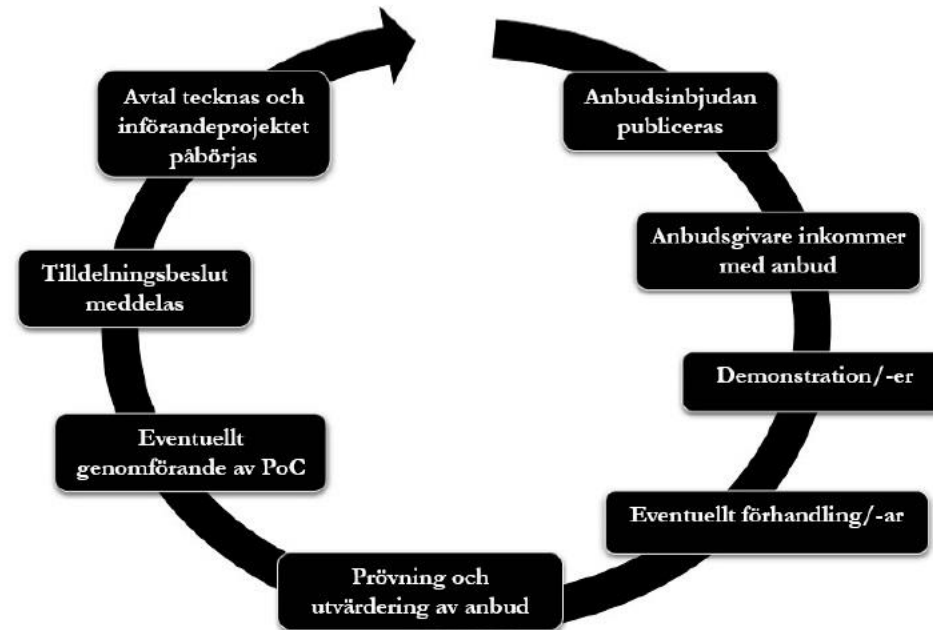 Anbudsinbjudan
publiceras
Anbudsgivare inkommer
med anbud
Demonstration/-er
Eventuellt förhandling/-ar
Prövning och
utvärdering av anbud
Eventuellt
genomförande av PoC
Tilldelningsbeslut
meddelas
Avtal tecknas och
införandeprojektet
påbörjas